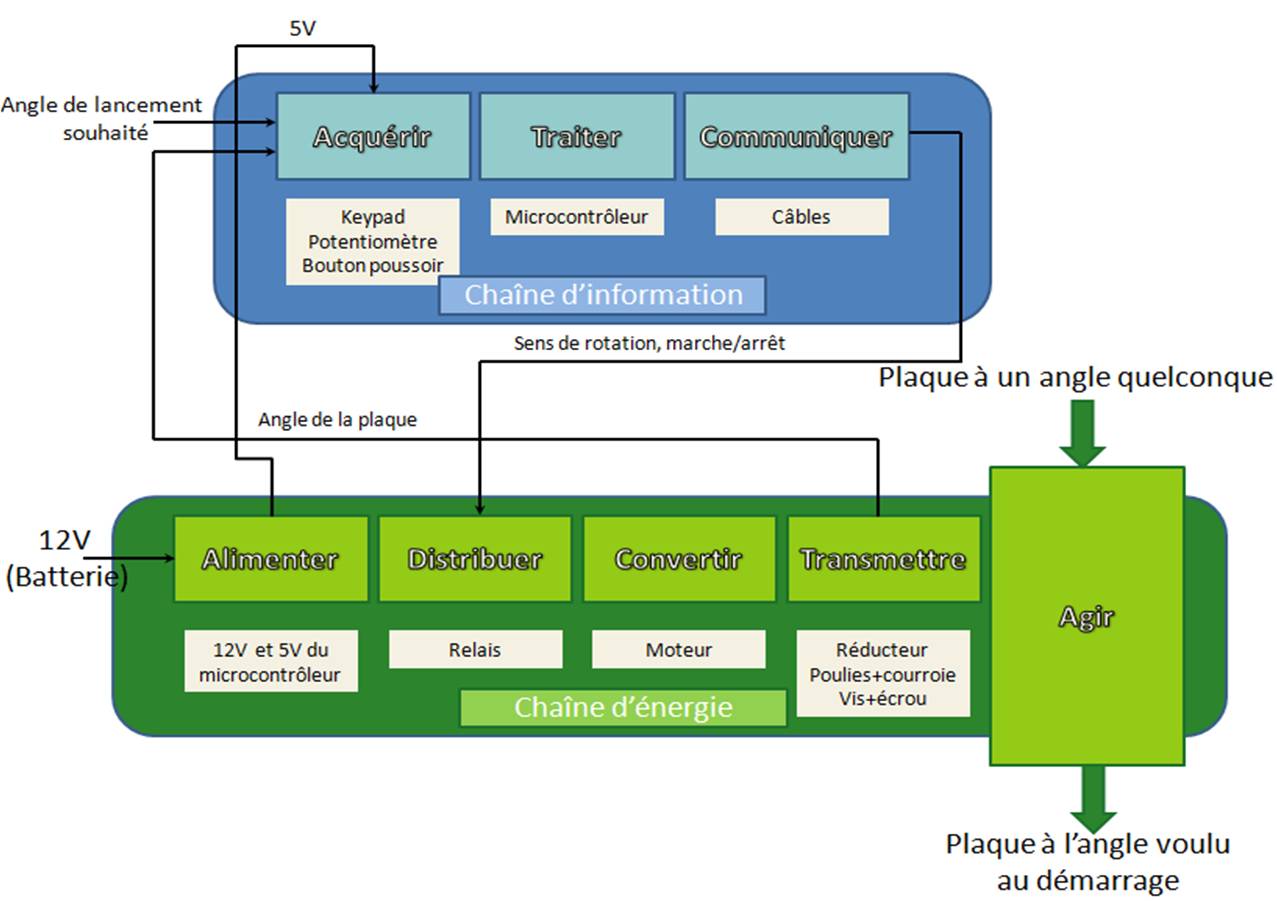 5V
Angle de lancement
souhaité
Acquérir
Traiter
Communiquer
Keypad
Potentiomètre
Bouton poussoir
Microcontrôleur
Câbles
Chaîne d'information
Sens de rotation, marche/arrêt
Plaque à un angle quelconque
Angle de la plaque
12V
(Batterie)
Alimenter
Distribuer
Convertir
Transmettre
Agir
12V et 5V du
microcontrôleur
Relais
Moteur
Réducteur
Poulies+courroie
Vis+écrou
Chaîne d'énergie
Plaque à l'angle voulu
au démarrage